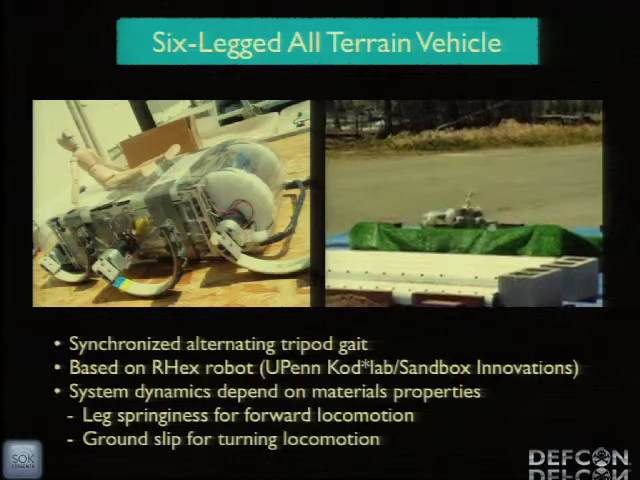 Six-Legged All Terrain Vehicle
• Synchronized alternating tripod gait
• Based on RHex robot (UPenn Kod*lab/Sandbox Innovations)
• System dynamics depend on materials properties
- Leg springiness for forward locomotion
- Ground slip for turning locomotion
SOK
DEFCON